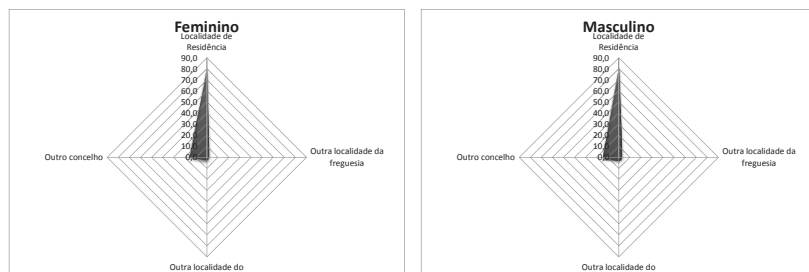 Feminino
Localidade de
Residência
90,0
80,0
70,0
60,0
50,0
40,0
30,0
20,0
10,0
0,0
Outra localidade da
freguesia
Outra localidade do
Outro concelho
Masculino
Localidade de
Residência
90,0
80,0
70,0
60,0
50,0
40,0
30,0
20,0
10,0
0,0
Outra localidade da
freguesia
Outra localidade do
Outro concelho